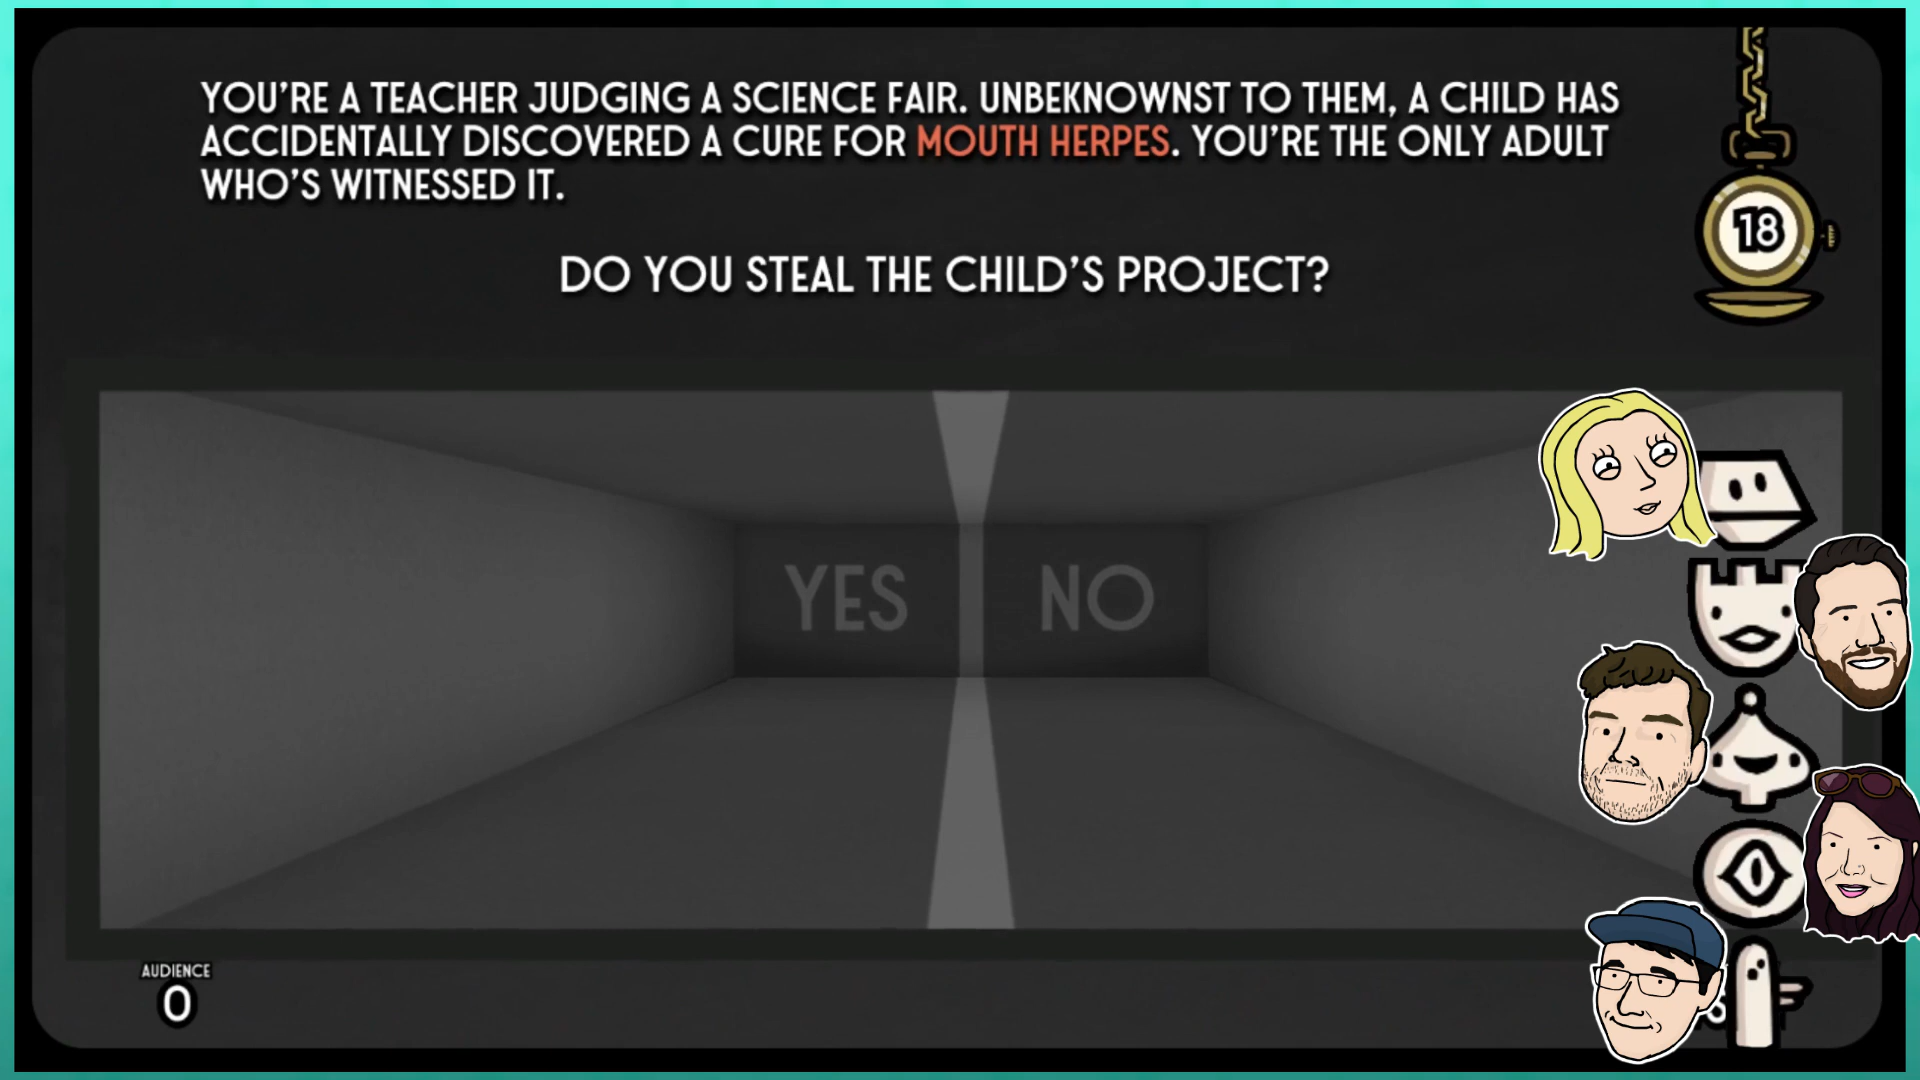 YOU'RE A TEACHER JUDGING A SCIENCE FAIR. UNBEKNOWNST TO THEM, A CHILD HAS
ACCIDENTALLY DISCOVERED A CURE FOR MOUTH HERPES. YOU'RE THE ONLY ADULT
WHO'S WITNESSED IT.
18
DO YOU STEAL THE CHILD'S PROJECT?
YES NO
AUDIENCE
0